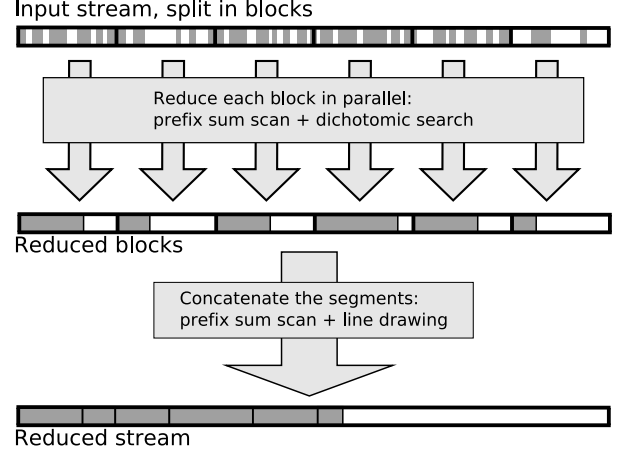 Input stream, split in blocks
Reduce each block in parallel:
prefix sum scan + dichotomic search
Reduced blocks
Concatenate the segments:
prefix sum scan + line drawing
Reduced stream